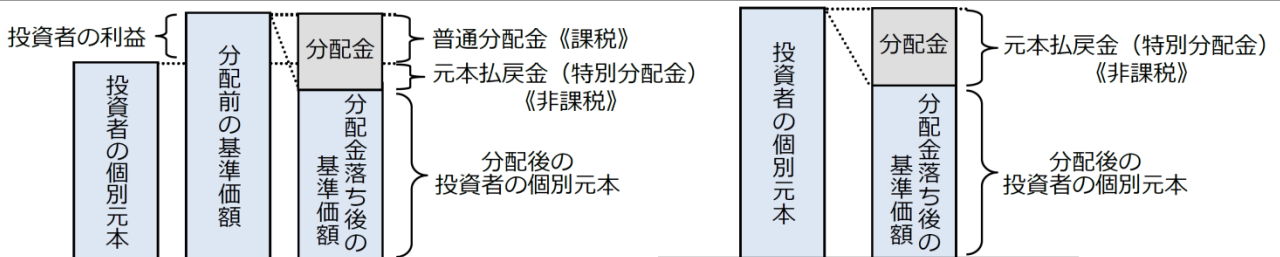 投資者の利益
投資者の個別元本
分配前の基準価額
分配金
分配金落ち後の
基準価額
普通分配金《課税》
元本払戻金（特別分配金）
《非課税》
分配後の
投資者の個別元本
投資者の個別元本
分配金
分配金落ち後の
基準価額
元本払戻金（特別分配金）
《非課税》
分配後の
投資者の個別元本